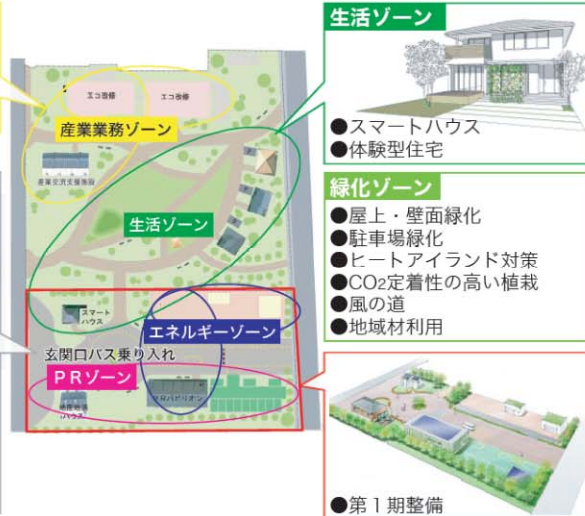 エコ改修
エコ改修
産業業務ゾーン
産業交流支援施設
生活ゾーン
スマート
ハウス
エネルギーゾーン
玄関口バス乗り入れ
PRゾーン
ハウス
生活ゾーン
●スマートハウス
●体験型住宅
緑化ゾーン
●屋上・壁面緑化
●駐車場緑化
●ヒートアイランド対策
●CO2定着性の高い植栽
●風の道
●地域材利用
●第1期整備